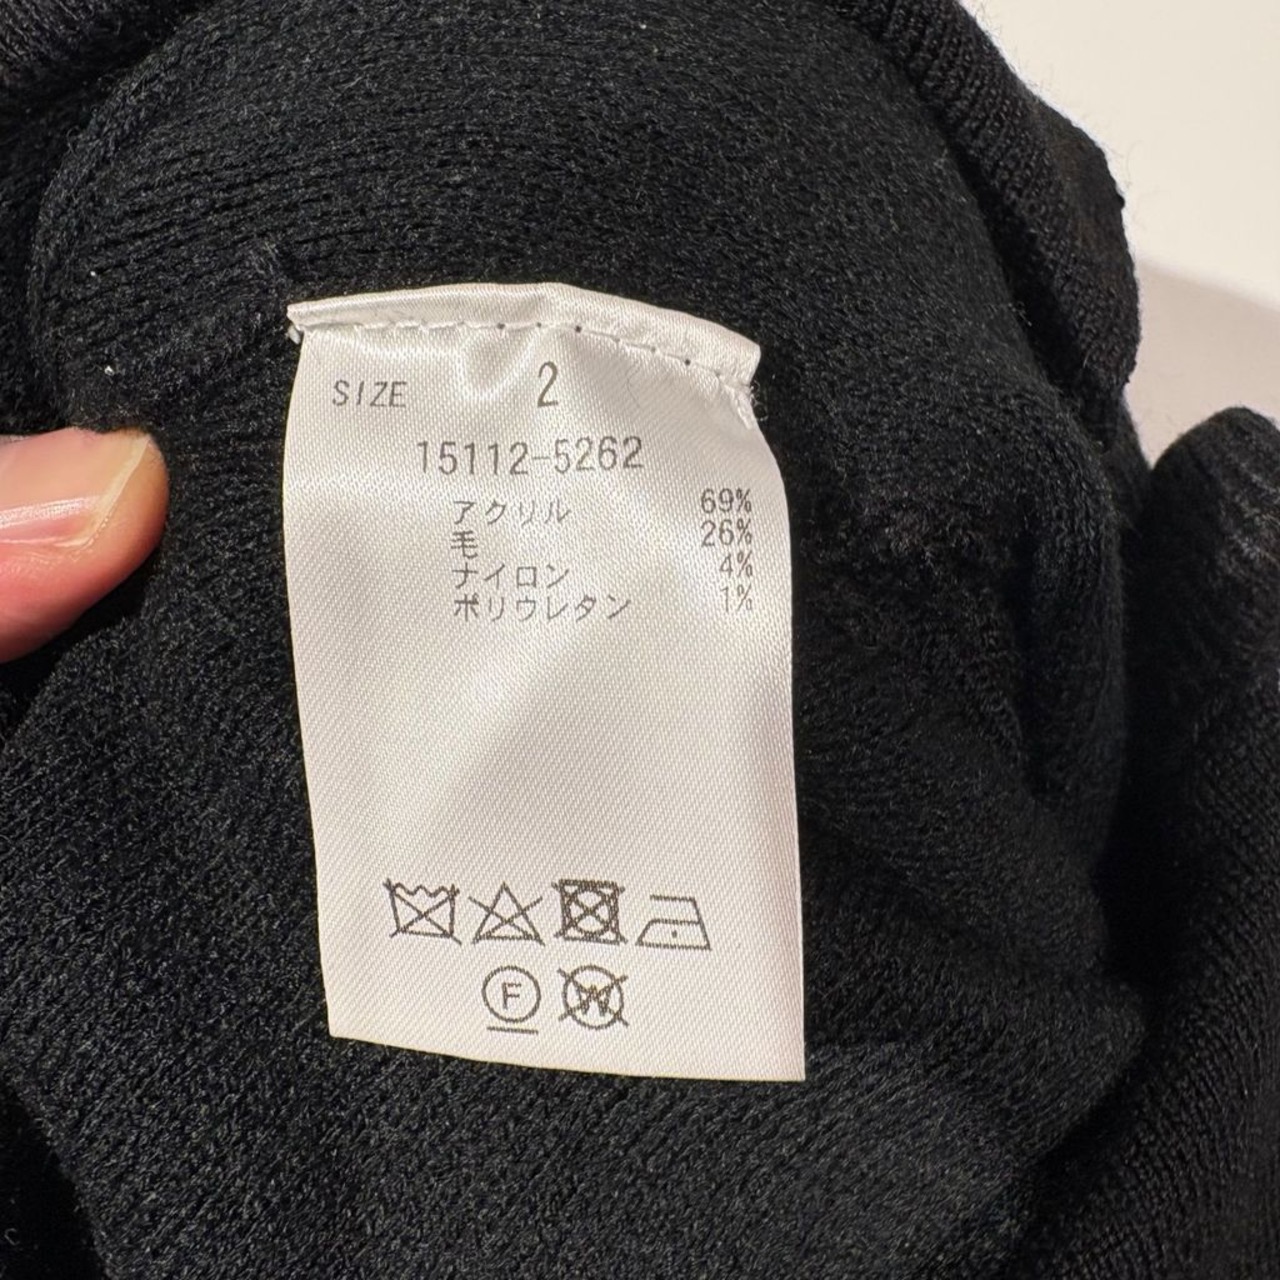 SIZE 2
15112-5262
アクリル 69%
毛 26%
ナイロン 4%
ポリウレタン 1%
F W